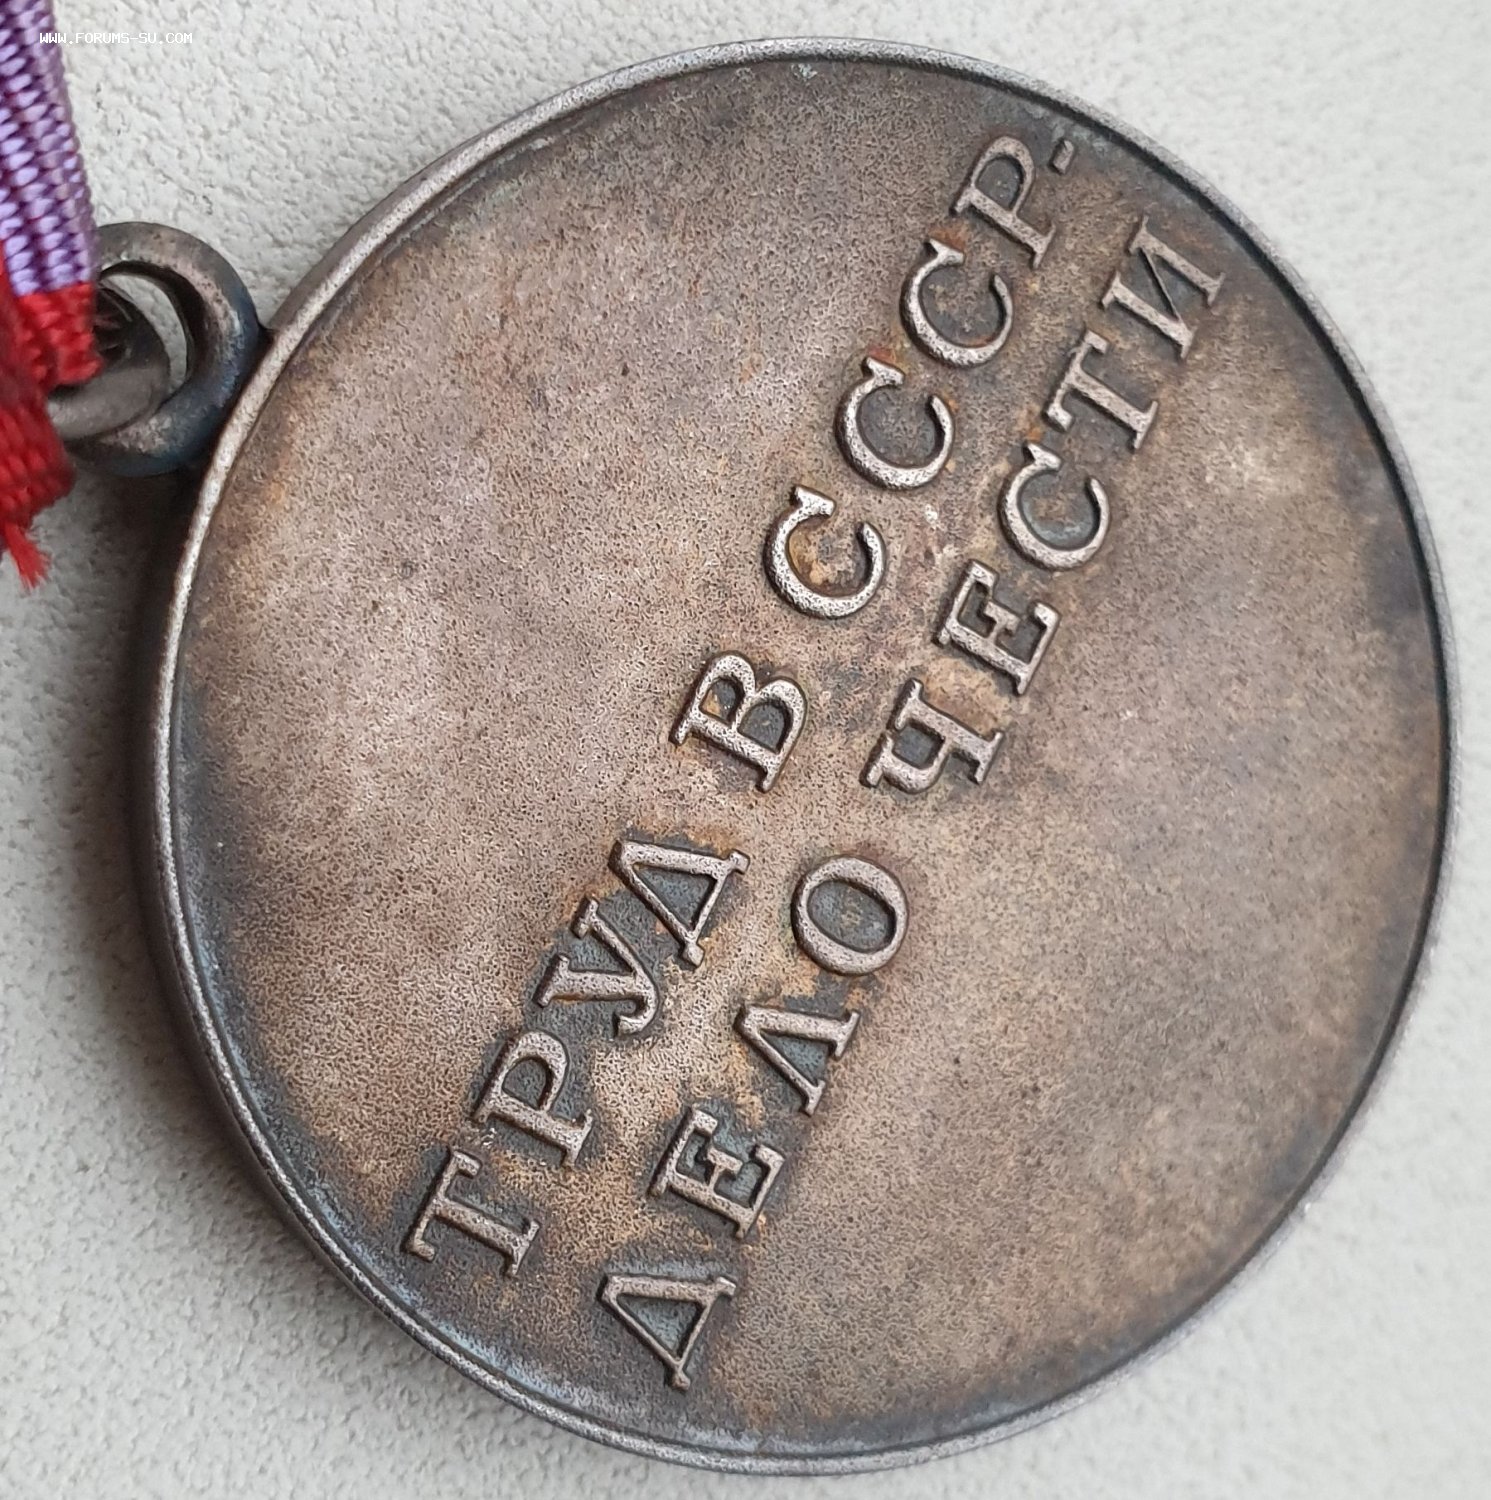 WWW.FORUMS-SU.COM
ТРУД В СССР.
ДЕЛО ЧЕСТИ